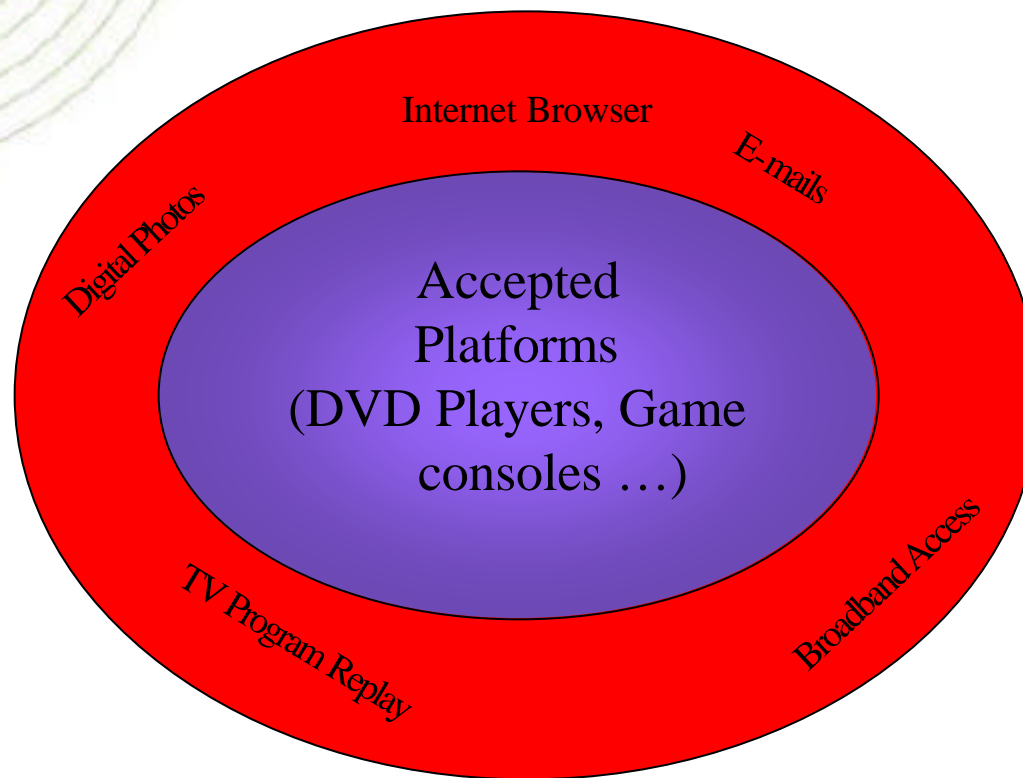 Internet Browser
E-mails
Digital Photos
Accepted
Platforms
(DVD Players, Game
consoles …)
TV Program Replay
Broadband Access